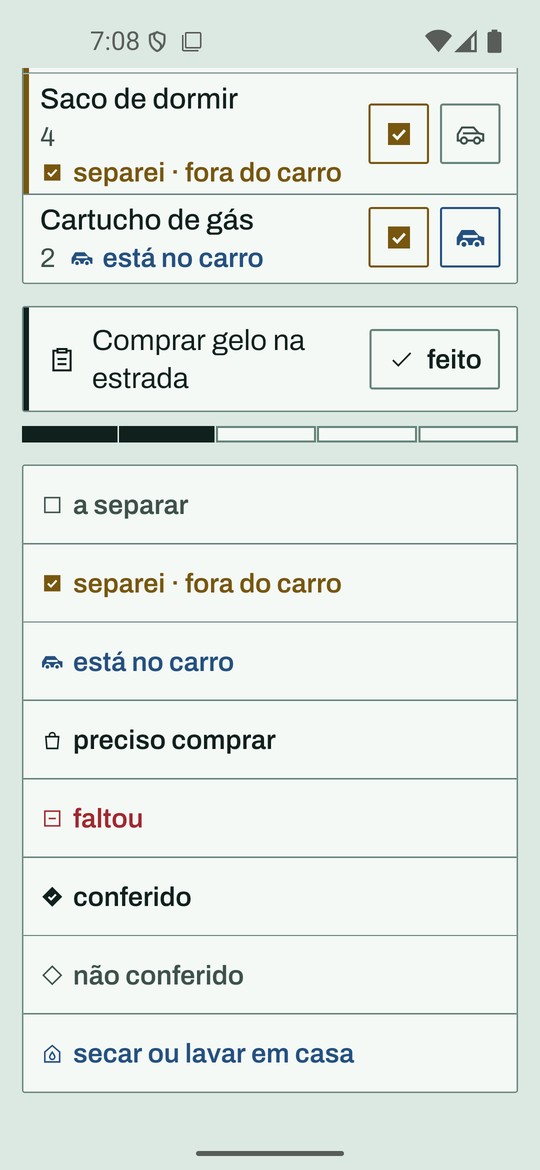 7:08
Saco de dormir
4
separei · fora do carro
Cartucho de gás
2 está no carro
Comprar gelo na
estrada
feito
a separar
separei · fora do carro
está no carro
preciso comprar
faltou
conferido
não conferido
secar ou lavar em casa